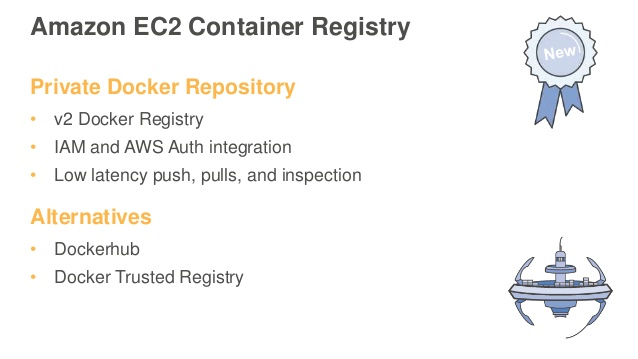 Amazon EC2 Container Registry
New
Private Docker Repository
• v2 Docker Registry
• IAM and AWS Auth integration
• Low latency push, pulls, and inspection
Alternatives
• Dockerhub
• Docker Trusted Registry